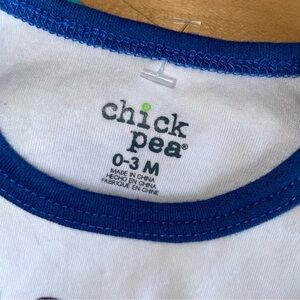 chick
pea®
0-3 M
MADE IN CHINA
HECHO EN CHINA
FABRIQUÉ EN CHINE